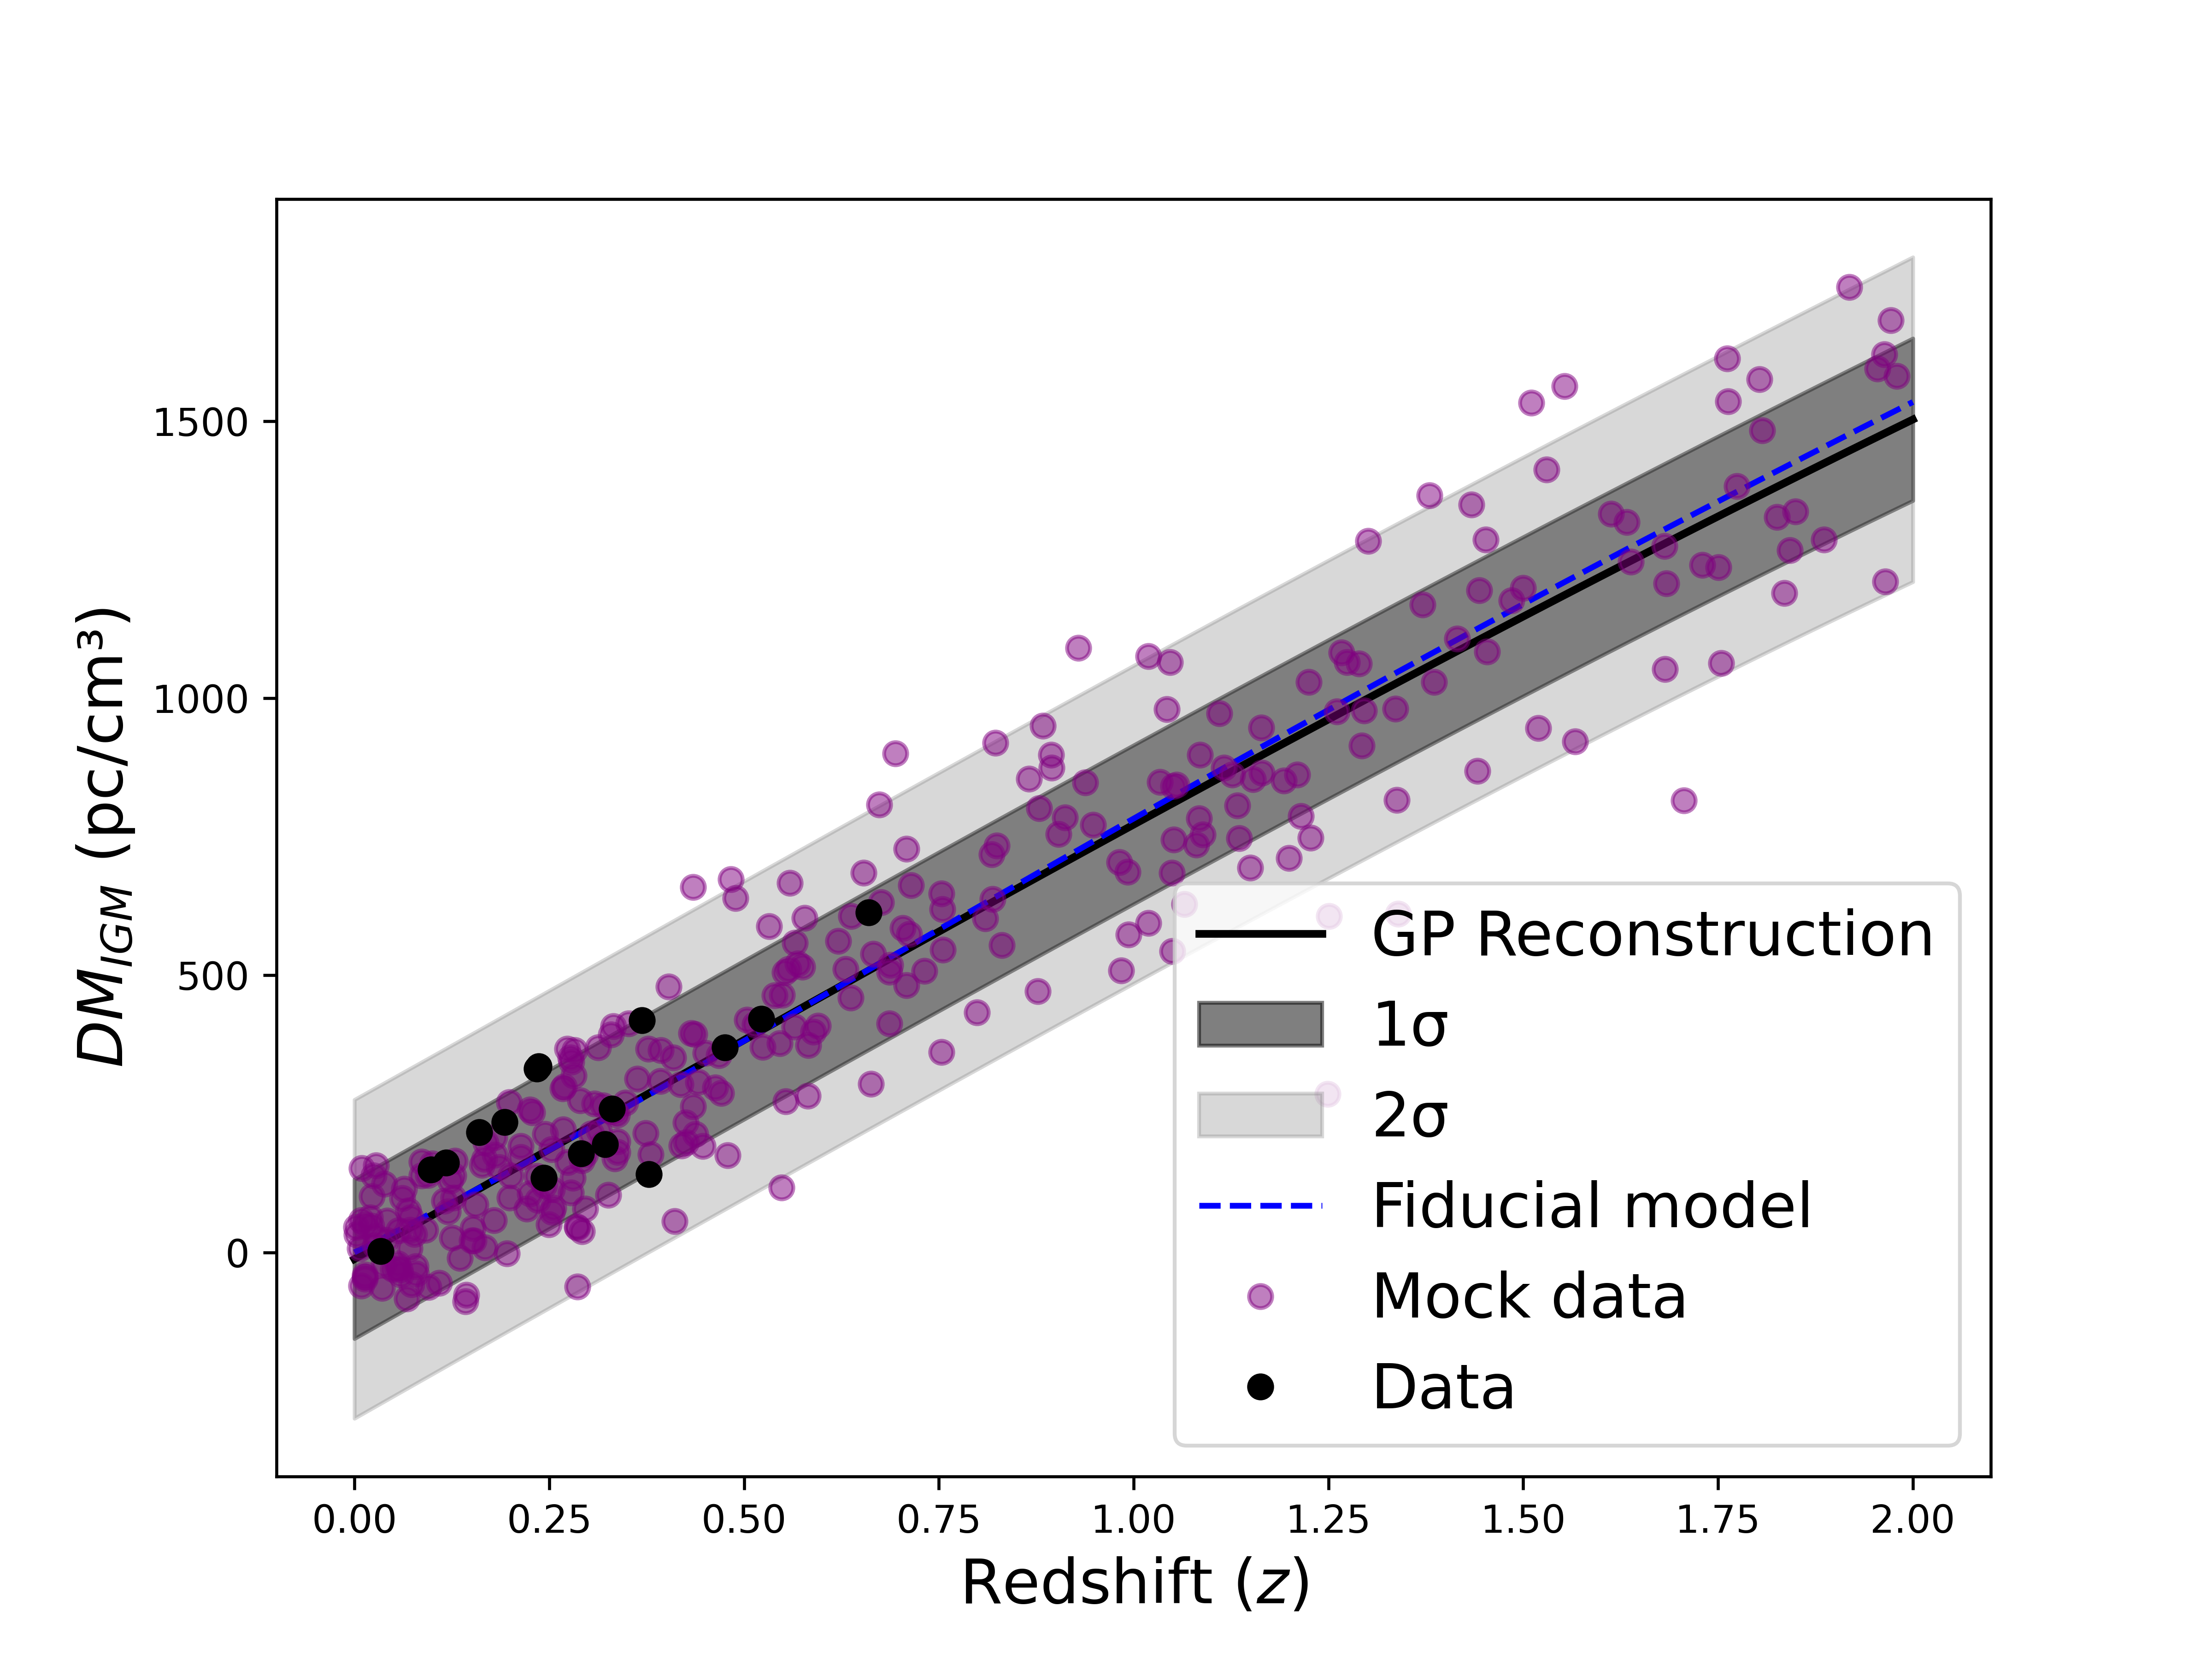 DM_IGM (pc/cm³)
1500
1000
500
0
GP Reconstruction
1σ
2σ
Fiducial model
Mock data
Data
0.00 0.25 0.50 0.75 1.00 1.25 1.50 1.75 2.00
Redshift (z)